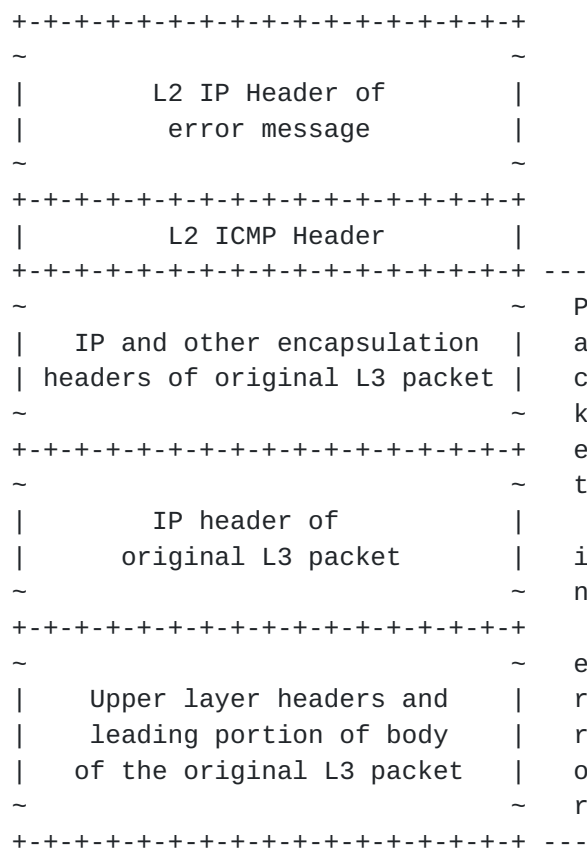 +-+-+-+-+-+-+-+-+-+-+-+-+-+-+-+-+
~                               ~
|        L2 IP Header of        |
|         error message         |
~                               ~
+-+-+-+-+-+-+-+-+-+-+-+-+-+-+-+-+
|         L2 ICMP Header        |
+-+-+-+-+-+-+-+-+-+-+-+-+-+-+-+-+ ---
~                               ~   P
|   IP and other encapsulation  |   a
| headers of original L3 packet |   c
~                               ~   k
+-+-+-+-+-+-+-+-+-+-+-+-+-+-+-+-+   e
~                               ~   t
|        IP header of           |
|      original L3 packet       |   i
~                               ~   n
+-+-+-+-+-+-+-+-+-+-+-+-+-+-+-+-+
~                               ~   e
|    Upper layer headers and    |   r
|    leading portion of body    |   r
|   of the original L3 packet   |   o
~                               ~   r
+-+-+-+-+-+-+-+-+-+-+-+-+-+-+-+-+ ---